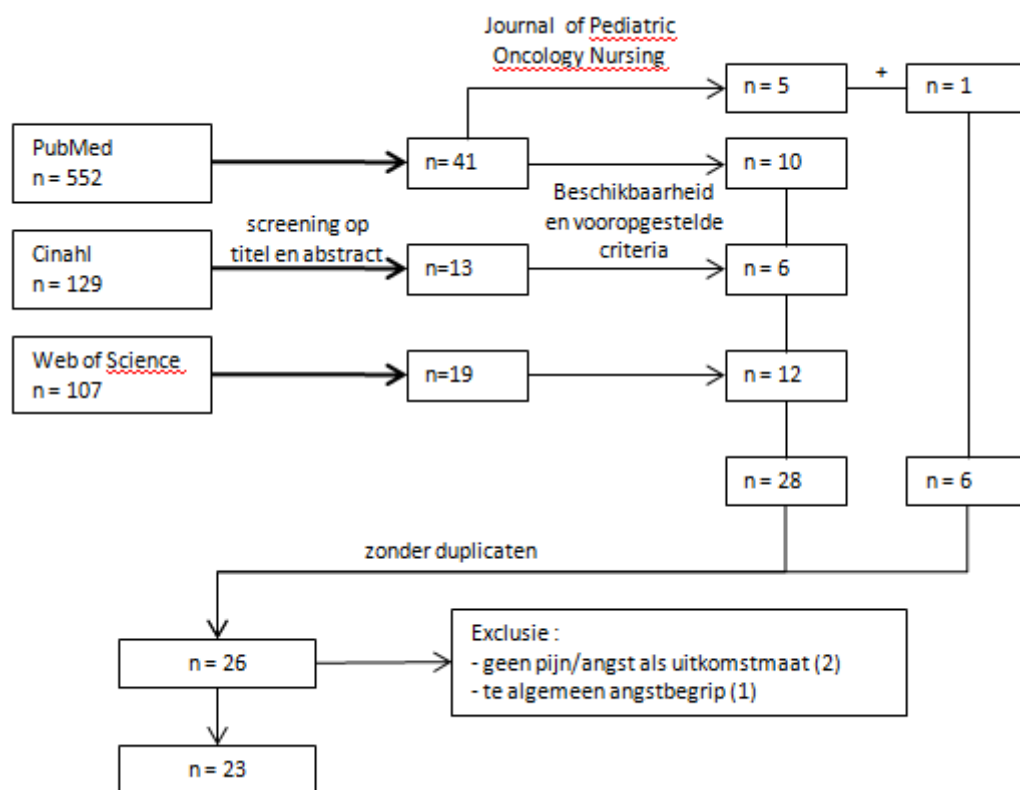 Journal of Pediatric
Oncology Nursing
n = 5
+
n = 1
PubMed
n = 552
n= 41
n = 10
screening op
titel en abstract
Beschikbaarheid
en vooropgestelde
criteria
Cinahl
n = 129
n=13
n = 6
Web of Science
n = 107
n=19
n = 12
n = 28
n = 6
zonder duplicaten
n = 26
Exclusie :
- geen pijn/angst als uitkomstmaat (2)
- te algemeen angstbegrip (1)
n = 23